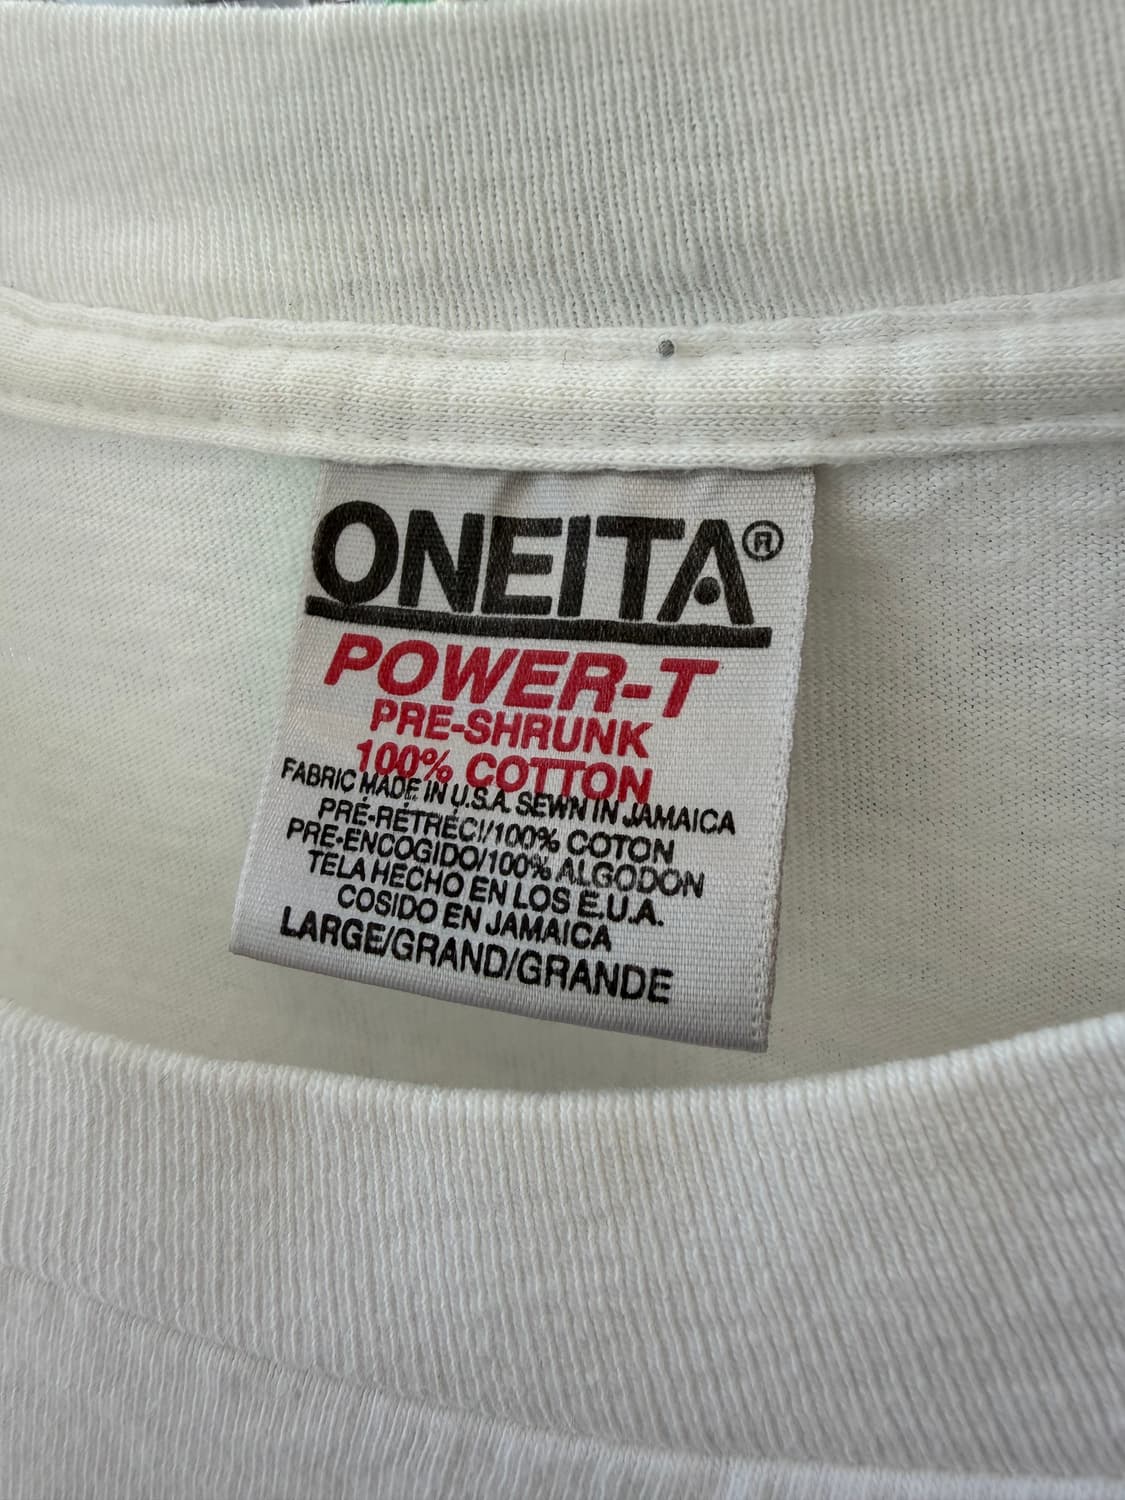 ONEITA®
POWER-T
PRE-SHRUNK
100% COTTON
FABRIC MADE IN U.S.A. SEWN IN JAMAICA
PRÉ-RÉTRÉCI/100% COTON
PRE-ENCOGIDO/100% ALGODON
TELA HECHO EN LOS E.U.A.
COSIDO EN JAMAICA
LARGE/GRAND/GRANDE